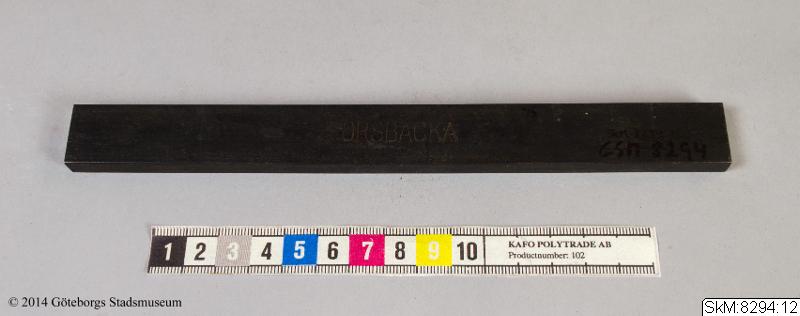 ORSBACKA
GSM 8294
1 2 3 4 5 6 7 8 9 10
KAFO POLYTRADE AB
Productnumber: 102
© 2014 Göteborgs Stadsmuseum
SkM:8294:12